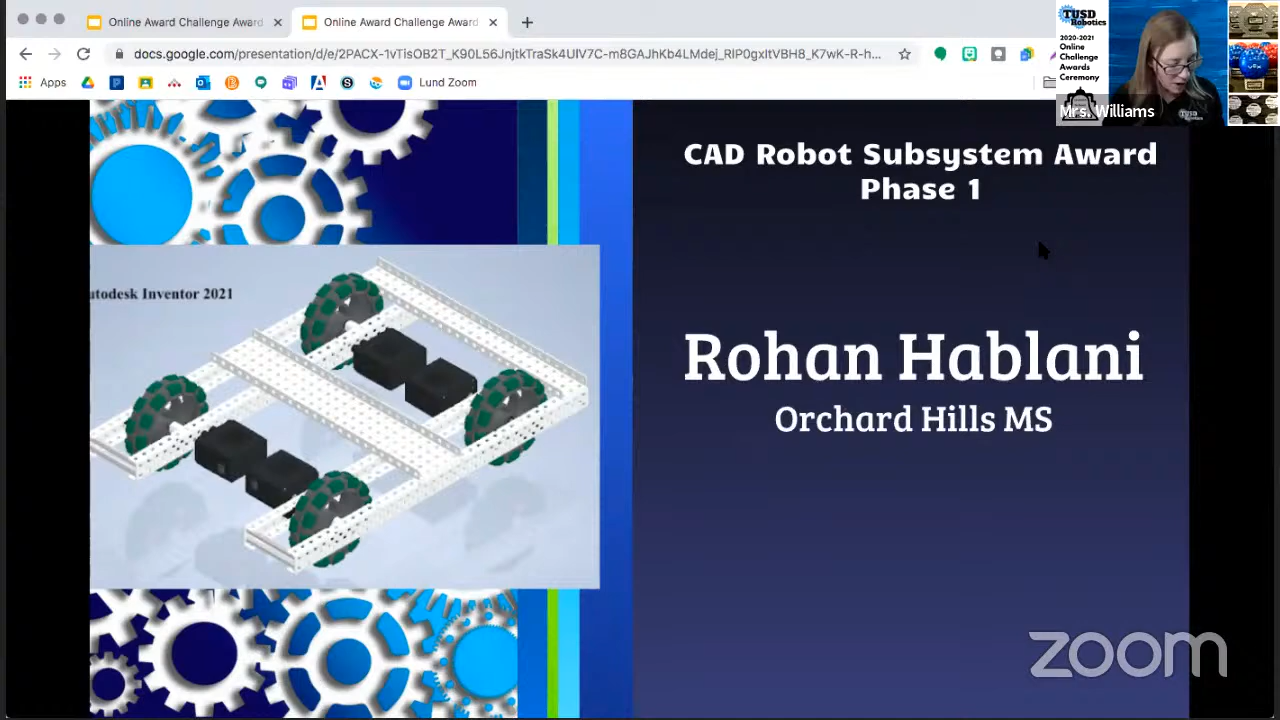 Online Award Challenge Award
Online Award Challenge Award
docs.google.com/presentation/d/e/2PACX-1vTisOB2T_K90L56JnjtkTrmaUtVUIV7C-m8GAJhKb4LMdej_RlP0gxItVBH8_K7wK-R-h...
Apps
Lund Zoom
TUSD
Robotics
2020-2021
Online
Challenge
Awards
Ceremony
Mrs. Williams
CAD Robot Subsystem Award
Phase 1
utodesk Inventor 2021
Rohan Hablani
Orchard Hills MS
zoom